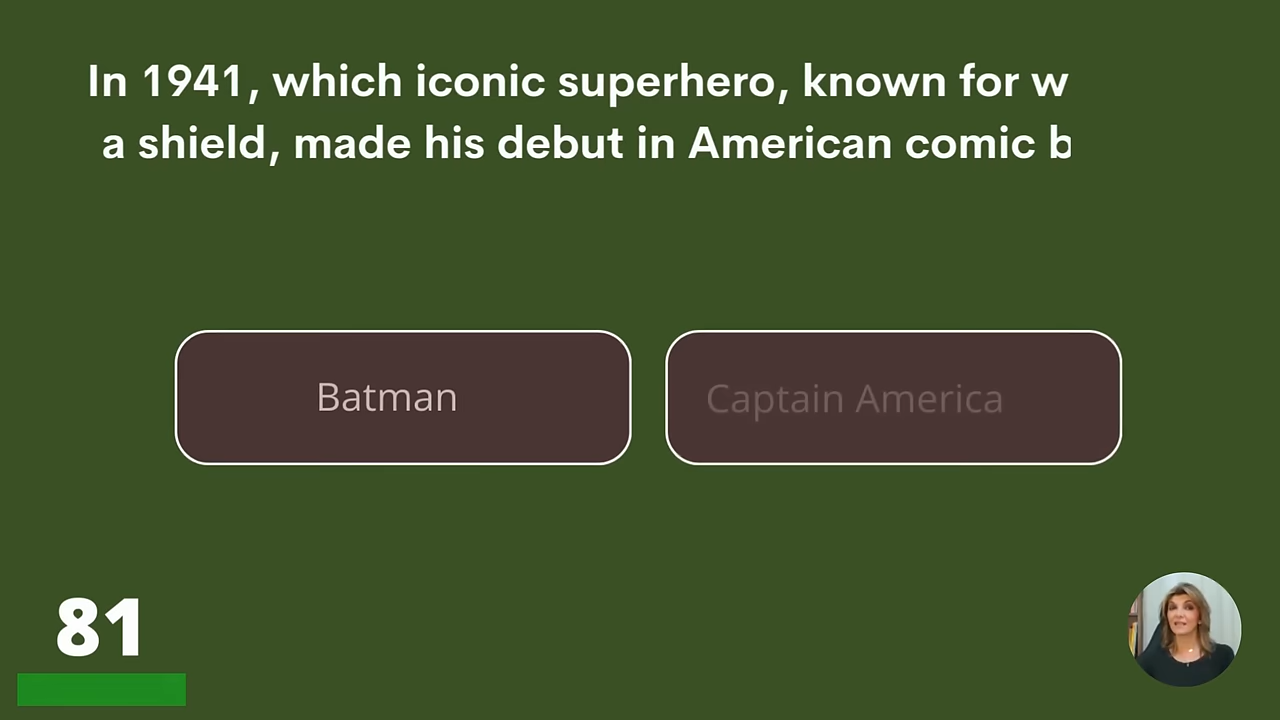 In 1941, which iconic superhero, known for w
a shield, made his debut in American comic b
Batman
Captain America
81